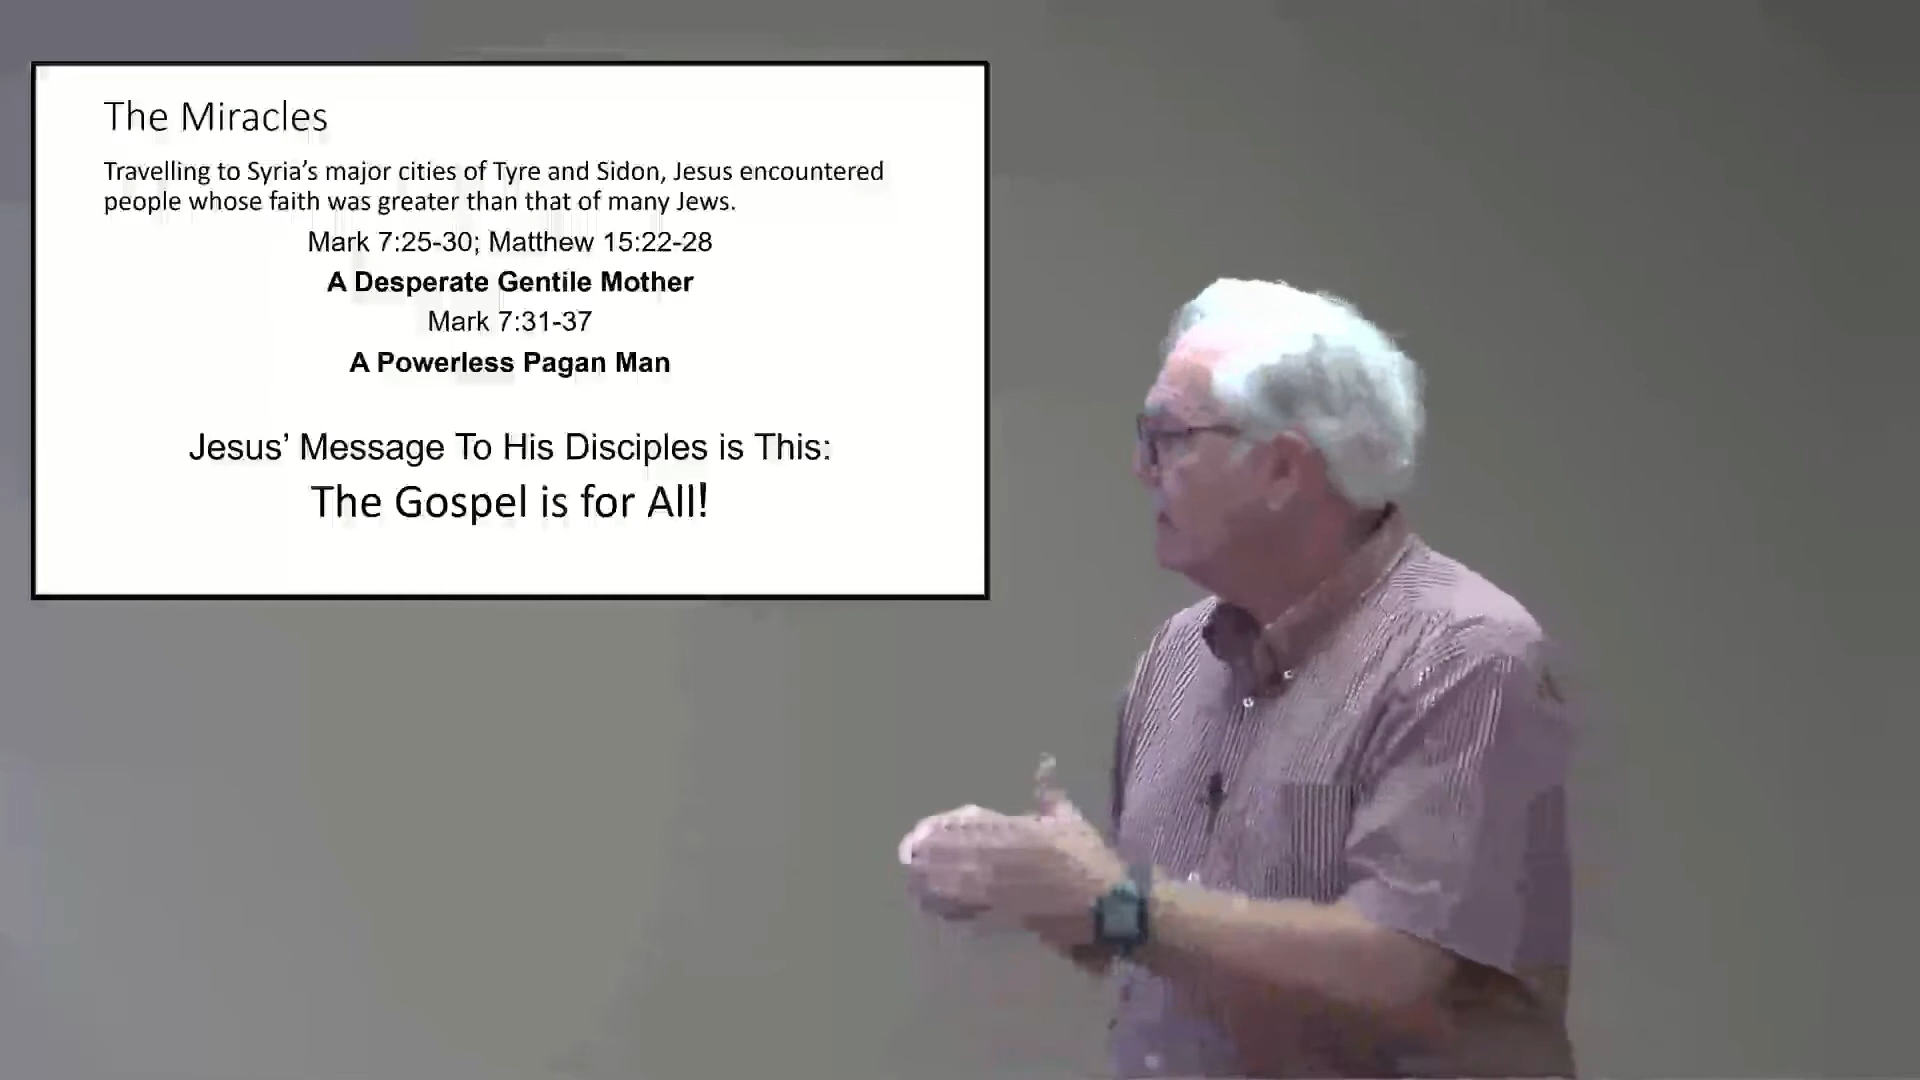 The Miracles
Travelling to Syria’s major cities of Tyre and Sidon, Jesus encountered
people whose faith was greater than that of many Jews.
Mark 7:25-30; Matthew 15:22-28
A Desperate Gentile Mother
Mark 7:31-37
A Powerless Pagan Man
Jesus’ Message To His Disciples is This:
The Gospel is for All!